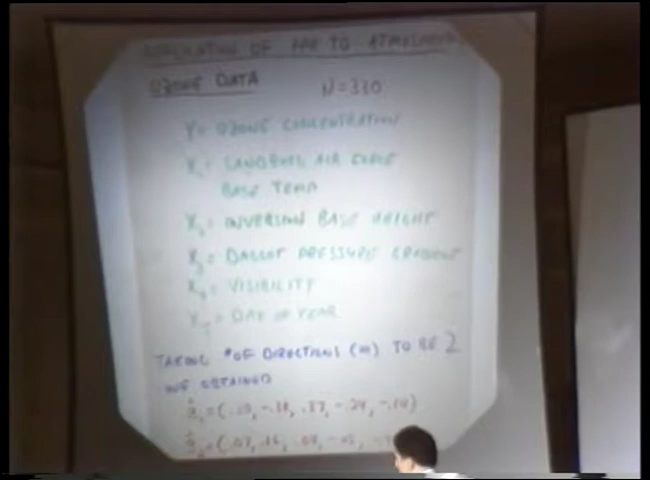 APPLICATION OF PPR TO ATMOSPHERIC
OZONE DATA N=330
Y= OZONE CONCENTRATION
X₁= SANDBURG AIR FORCE
BASE TEMP
X₂= INVERSION BASE HEIGHT
X₃= DAGGOT PRESSURE GRADIENT
X₄= VISIBILITY
X₅= DAY OF YEAR
TAKING # OF DIRECTIONS (M) TO BE 2
WE OBTAINED